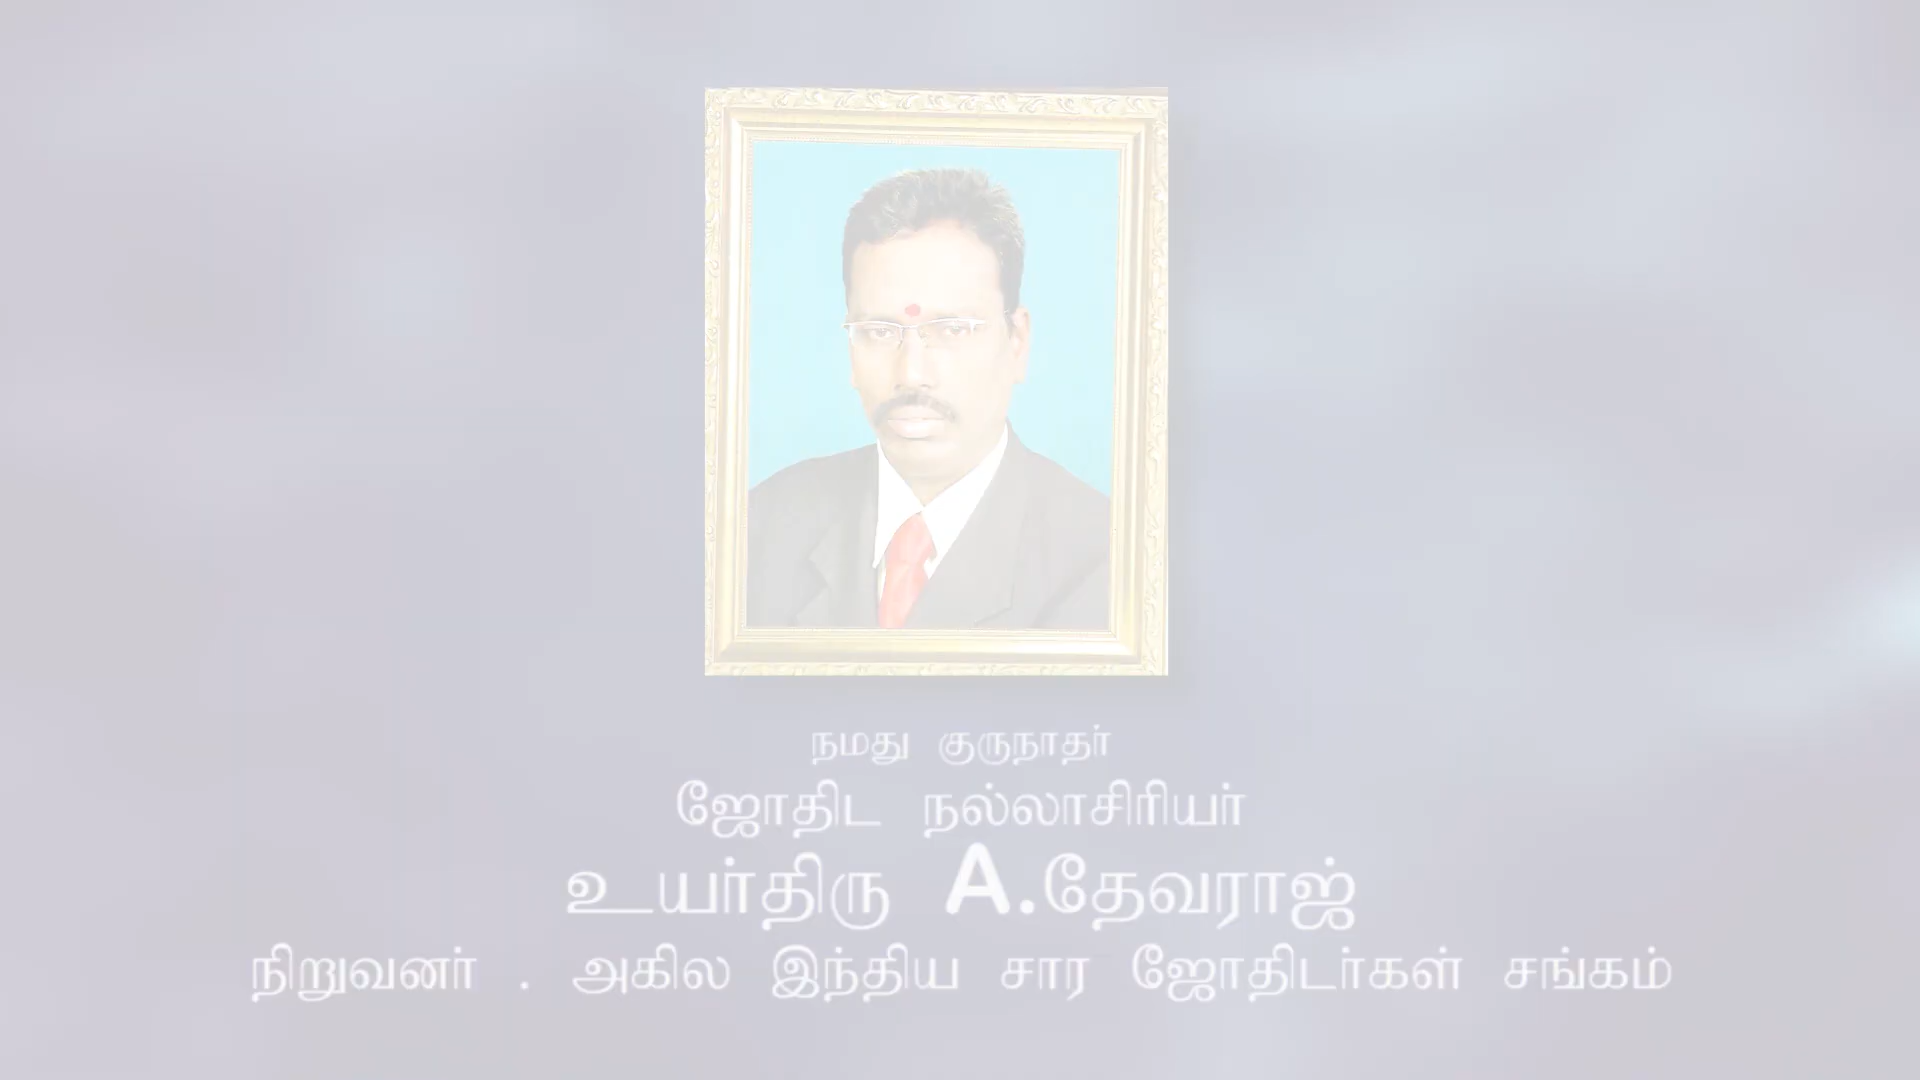 நமது குருநாதர்
ஜோதிட நல்லாசிரியர்
உயர்திரு A.தேவராஜ்
நிறுவனர் . அகில இந்திய சார ஜோதிடர்கள் சங்கம்